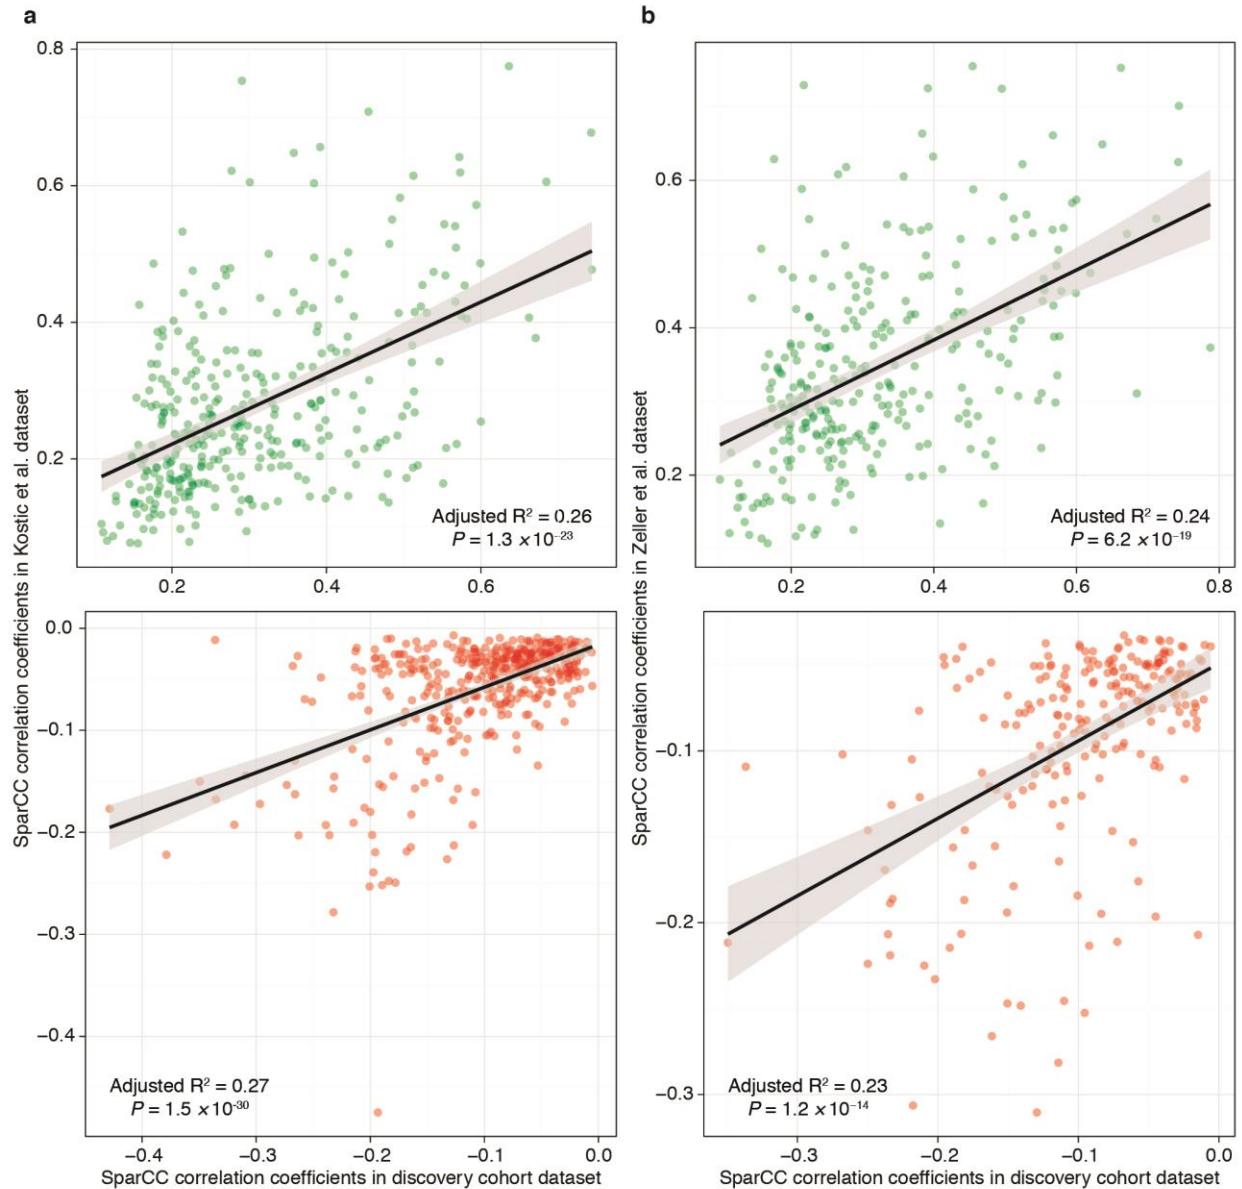 a
b
0.8
0.6
0.4
0.2
Adjusted R² = 0.26
P = 1.3 ×10⁻²³
0.2
0.4
0.6
0.6
0.4
0.2
Adjusted R² = 0.24
P = 6.2 ×10⁻¹⁹
0.2
0.4
0.6
0.8
SparCC correlation coefficients in Kostic et al. dataset
SparCC correlation coefficients in Zeller et al. dataset
0.0
−0.1
−0.2
−0.3
−0.4
Adjusted R² = 0.27
P = 1.5 ×10⁻³⁰
−0.4
−0.3
−0.2
−0.1
0.0
SparCC correlation coefficients in discovery cohort dataset
−0.1
−0.2
−0.3
Adjusted R² = 0.23
P = 1.2 ×10⁻¹⁴
−0.3
−0.2
−0.1
0.0
SparCC correlation coefficients in discovery cohort dataset